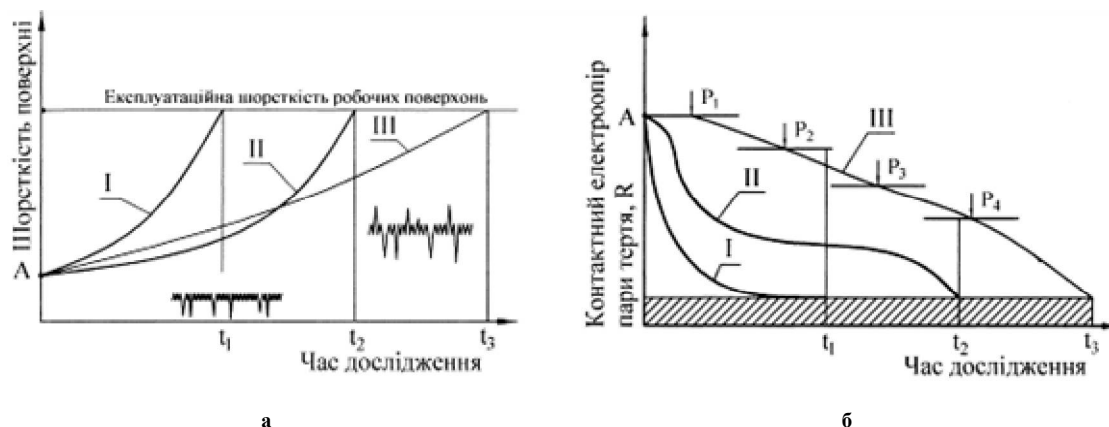 Шорсткість поверхні
Експлуатаційна шорсткість робочих поверхонь
I
II
III
A
t1
t2
t3
Час дослідження
а
Контактний електроопір
пари тертя, R
A
P1
P2
P3
P4
III
II
I
t1
t2
t3
Час дослідження
б